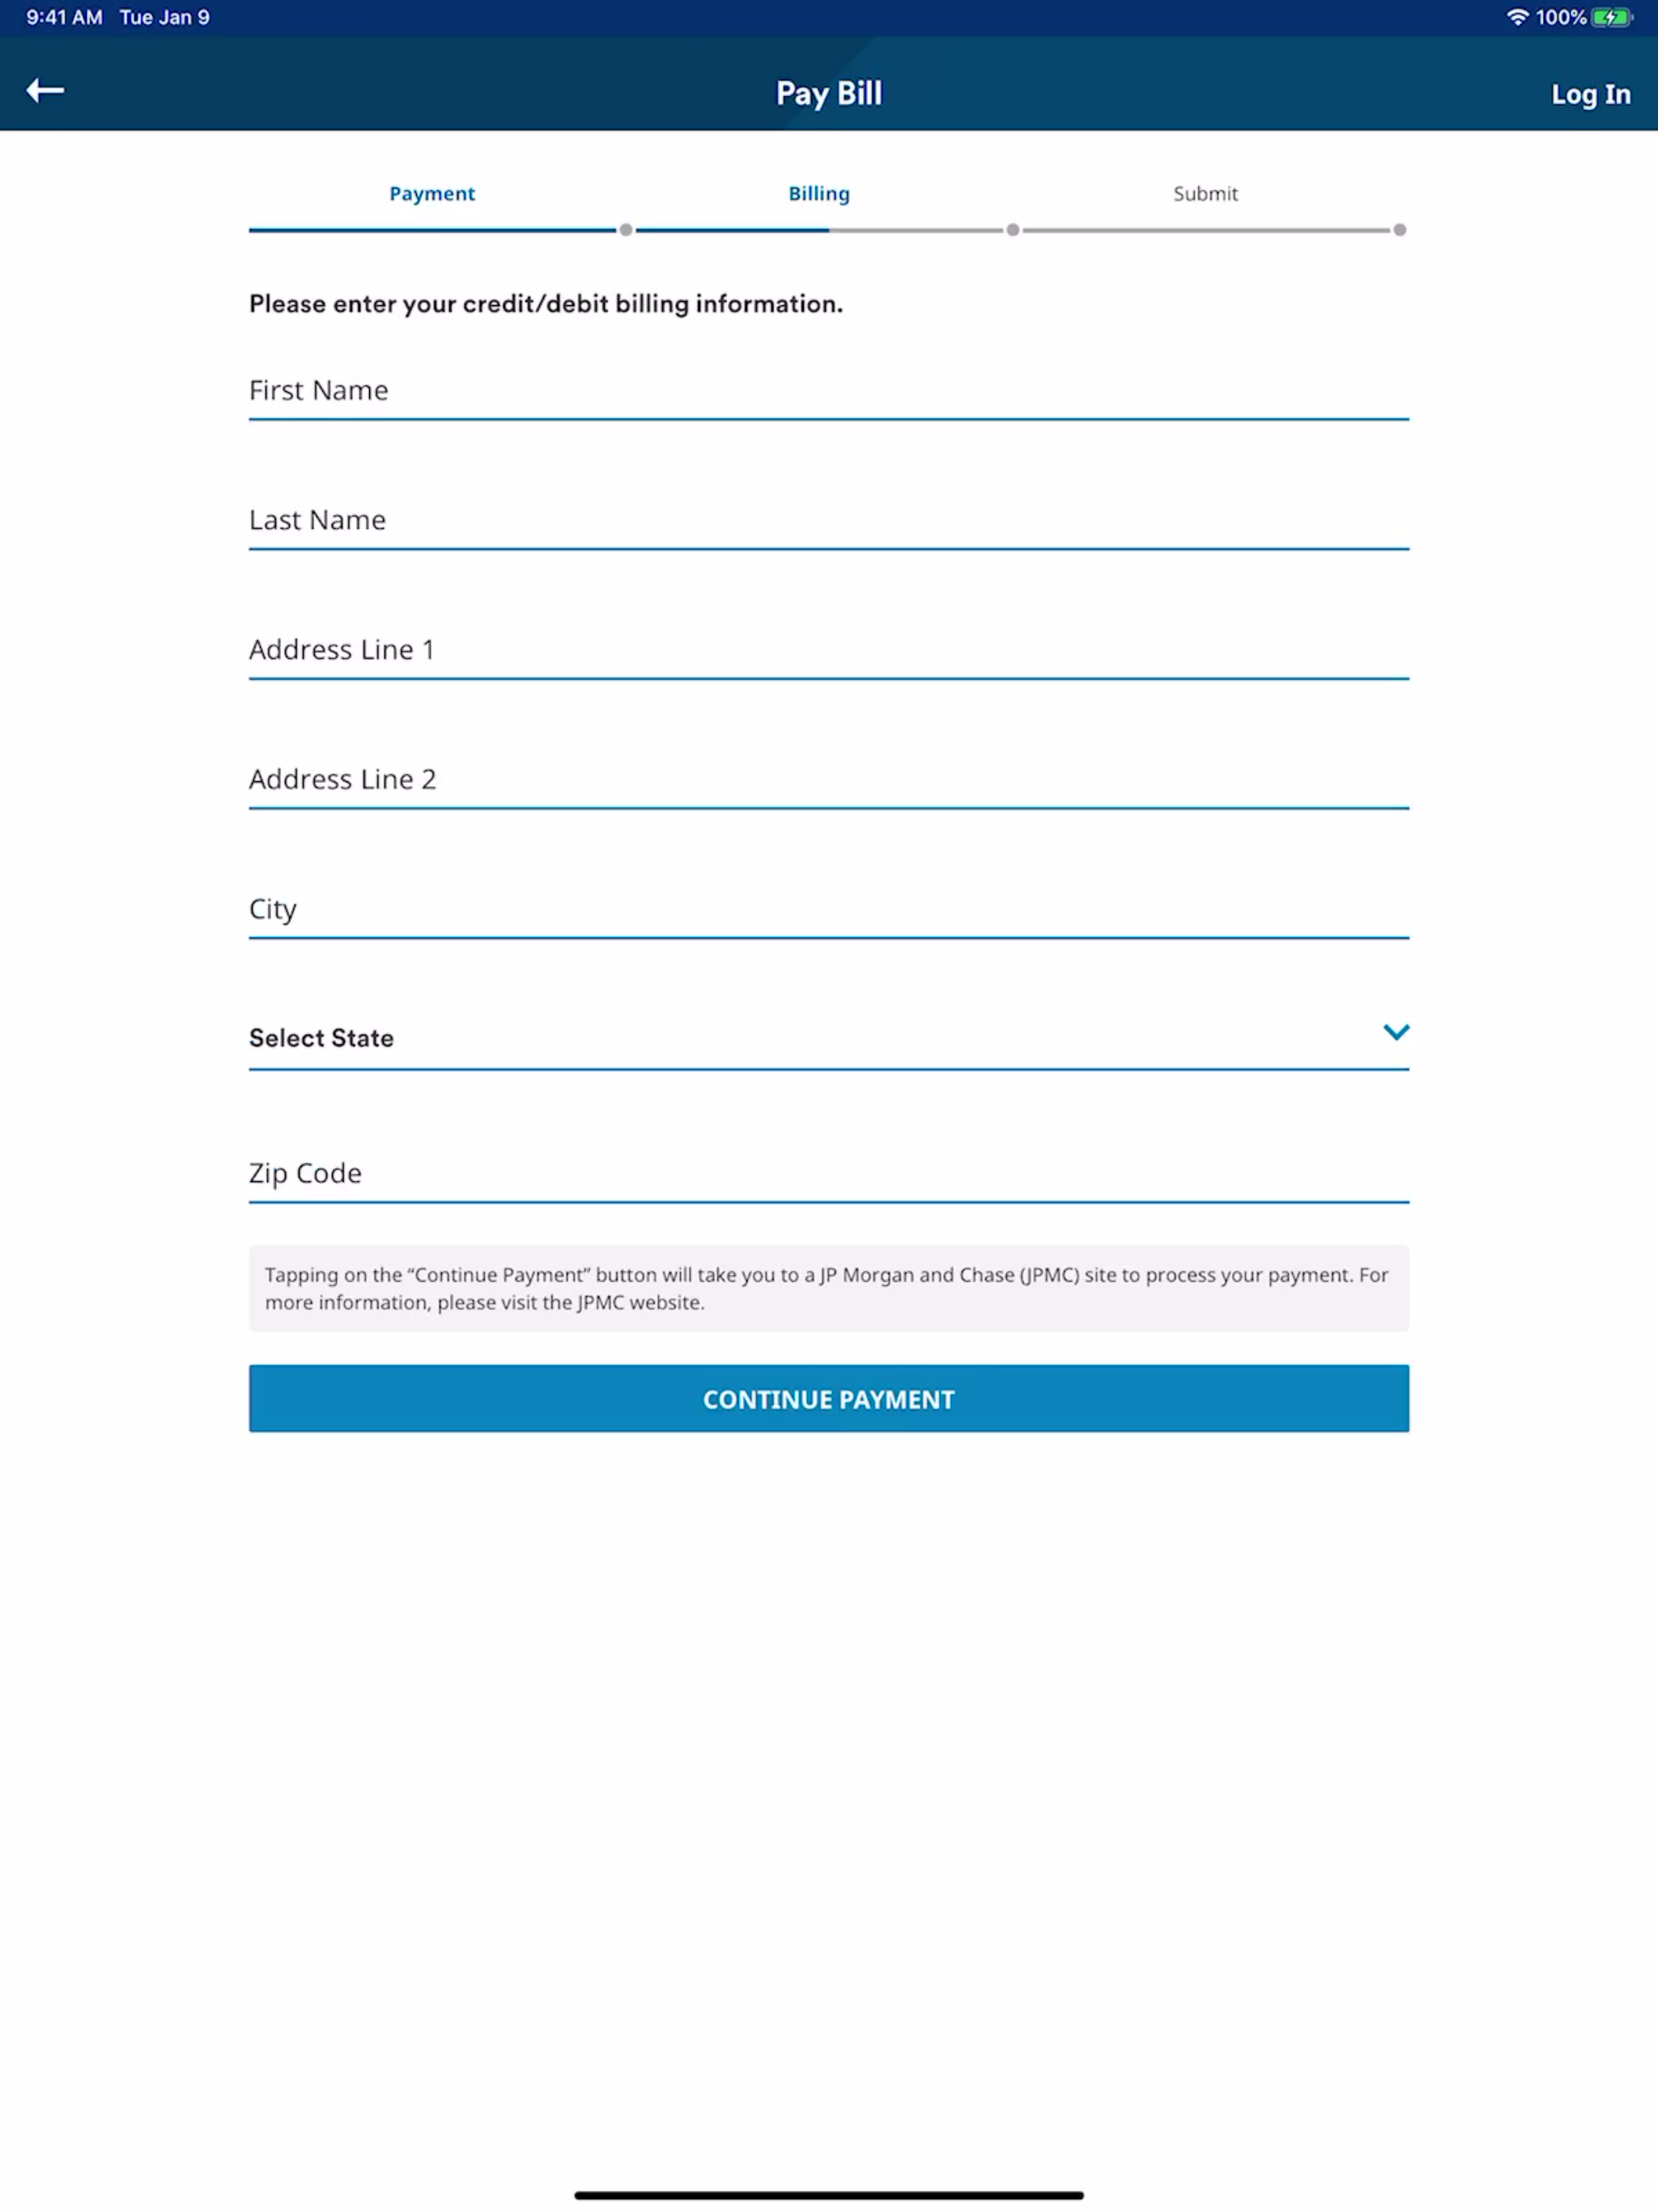 9:41 AM Tue Jan 9
100%
Pay Bill
Log In
Payment
Billing
Submit
Please enter your credit/debit billing information.
First Name
Last Name
Address Line 1
Address Line 2
City
Select State
Zip Code
Tapping on the “Continue Payment” button will take you to a JP Morgan and Chase (JPMC) site to process your payment. For
more information, please visit the JPMC website.
CONTINUE PAYMENT